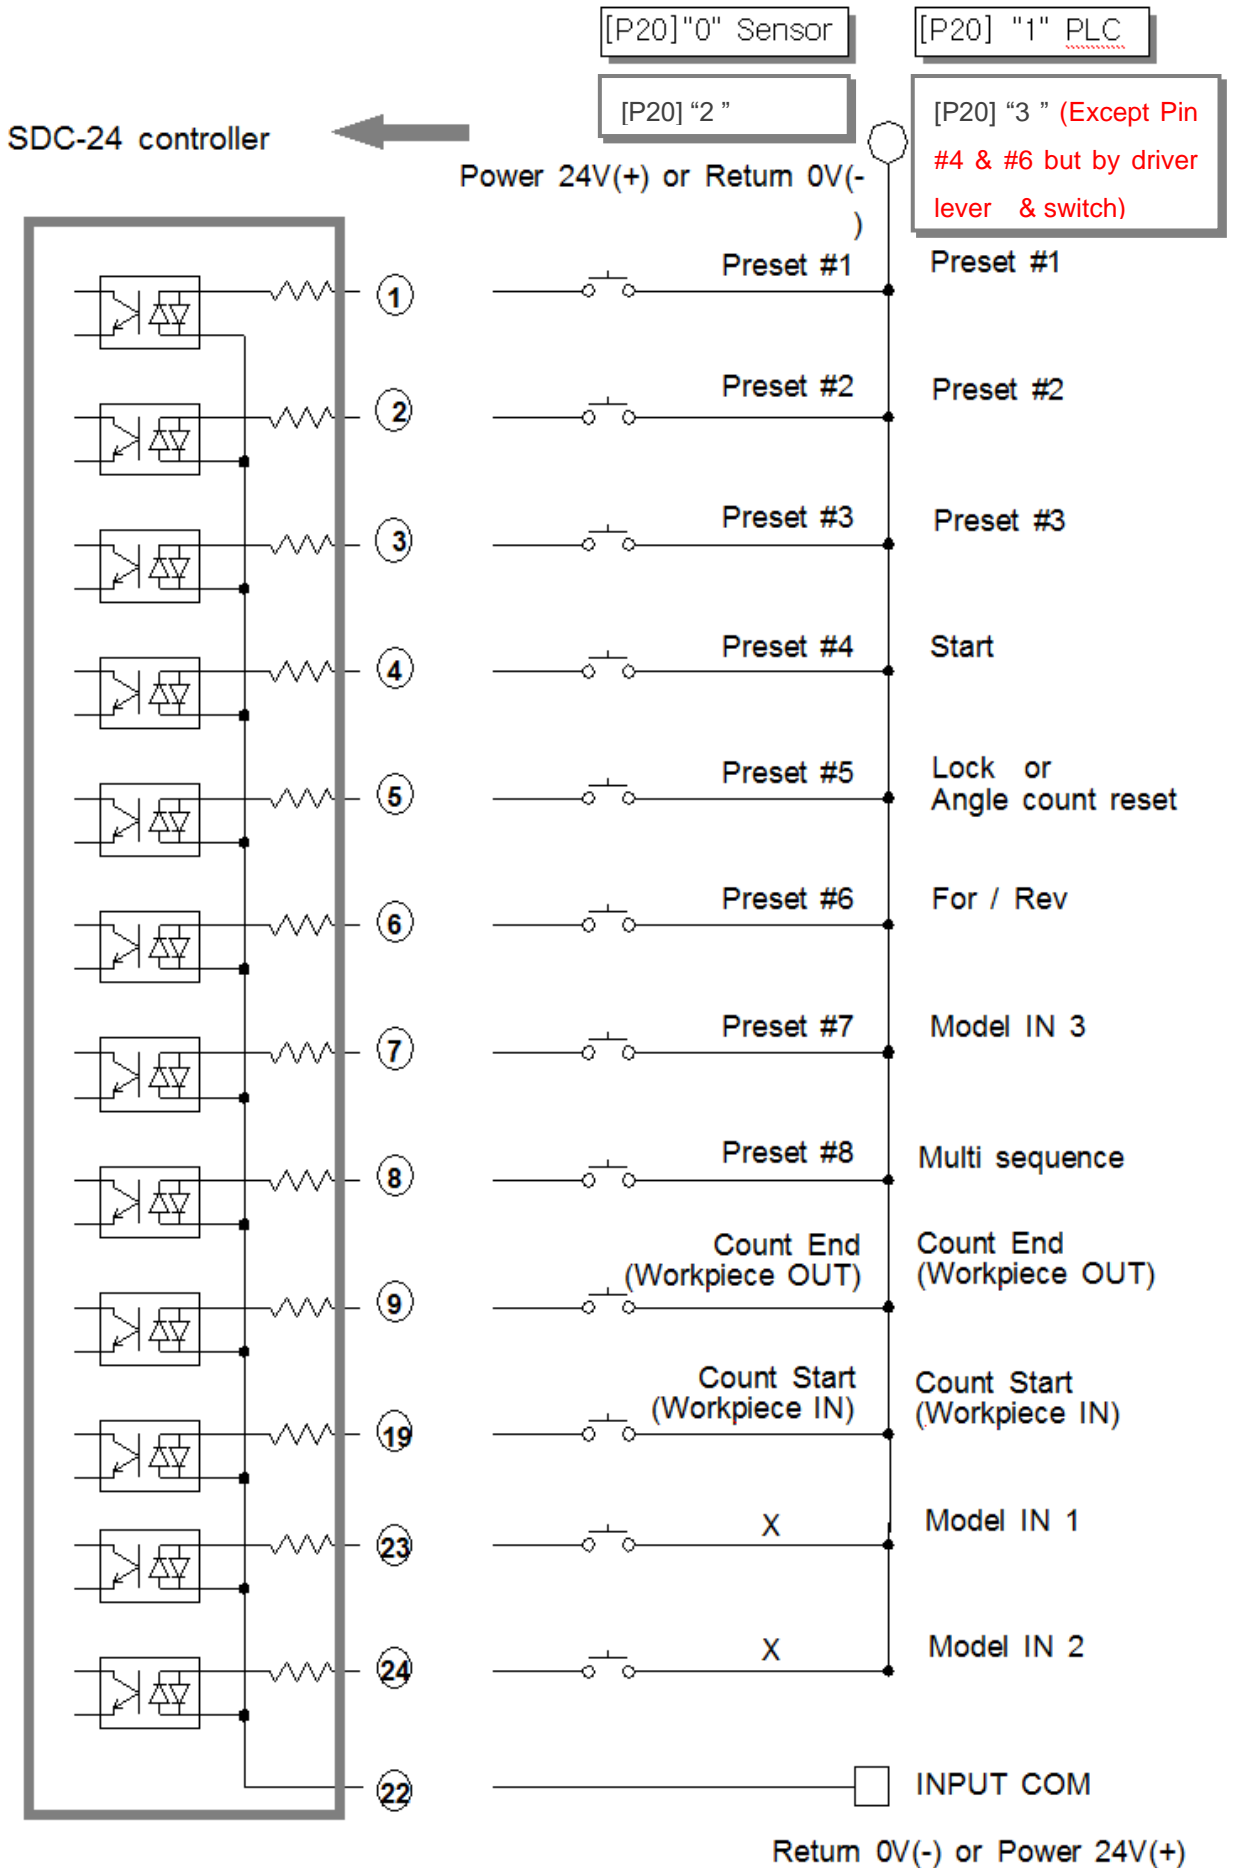 [P20]"0" Sensor
[P20] "1" PLC
[P20] “2 ”
[P20] “3 ” (Except Pin
#4 & #6 but by driver
lever & switch)
SDC-24 controller
Power 24V(+) or Return 0V(-
)
1
Preset #1
Preset #1
2
Preset #2
Preset #2
3
Preset #3
Preset #3
4
Preset #4
Start
5
Preset #5
Lock or
Angle count reset
6
Preset #6
For / Rev
7
Preset #7
Model IN 3
8
Preset #8
Multi sequence
9
Count End
(Workpiece OUT)
Count End
(Workpiece OUT)
19
Count Start
(Workpiece IN)
Count Start
(Workpiece IN)
23
X
Model IN 1
24
X
Model IN 2
22
INPUT COM
Return 0V(-) or Power 24V(+)